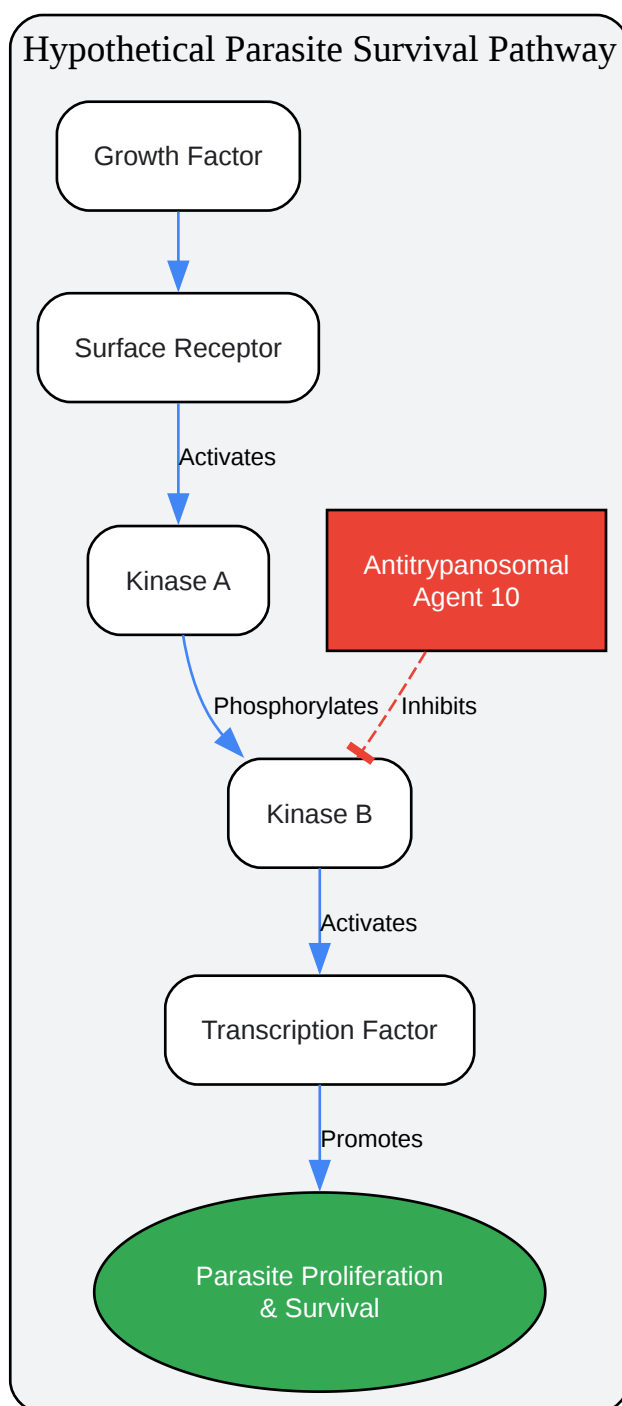 Hypothetical Parasite Survival Pathway
Growth Factor
Surface Receptor
Activates
Kinase A
Antitrypanosomal
Agent 10
Phosphorylates
Inhibits
Kinase B
Activates
Transcription Factor
Promotes
Parasite Proliferation
& Survival